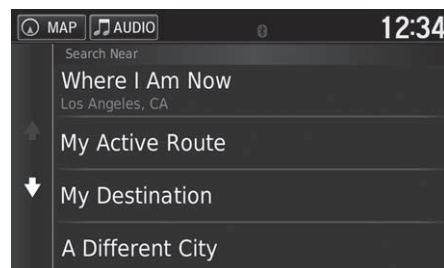 MAP AUDIO 12:34
Search Near
Where I Am Now
Los Angeles, CA
My Active Route
My Destination
A Different City